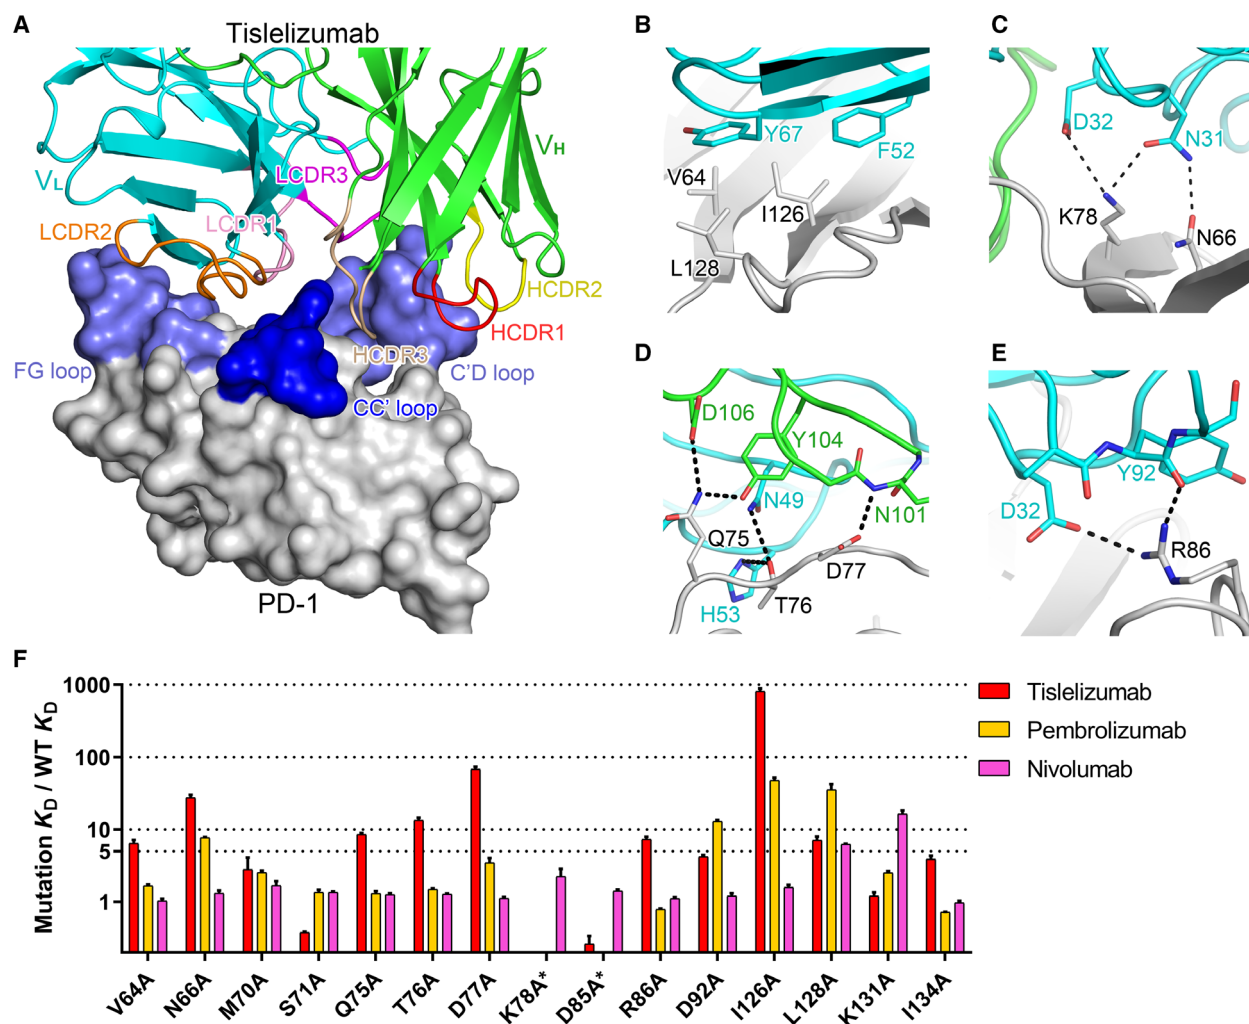 A
Tislelizumab
VL
VH
LCDR3
LCDR2
LCDR1
HCDR2
HCDR1
HCDR3
FG loop
C'D loop
CC' loop
PD-1
B
Y67
F52
V64
I126
L128
C
D32
N31
K78
N66
D
D106
Y104
N49
N101
Q75
D77
H53
T76
E
Y92
D32
R86
F
Mutation KD / WT KD
1000
100
10
5
1
V64A
N66A
M70A
S71A
Q75A
T76A
D77A
K78A*
D85A*
R86A
D92A
I126A
L128A
K131A
I134A
Tislelizumab
Pembrolizumab
Nivolumab